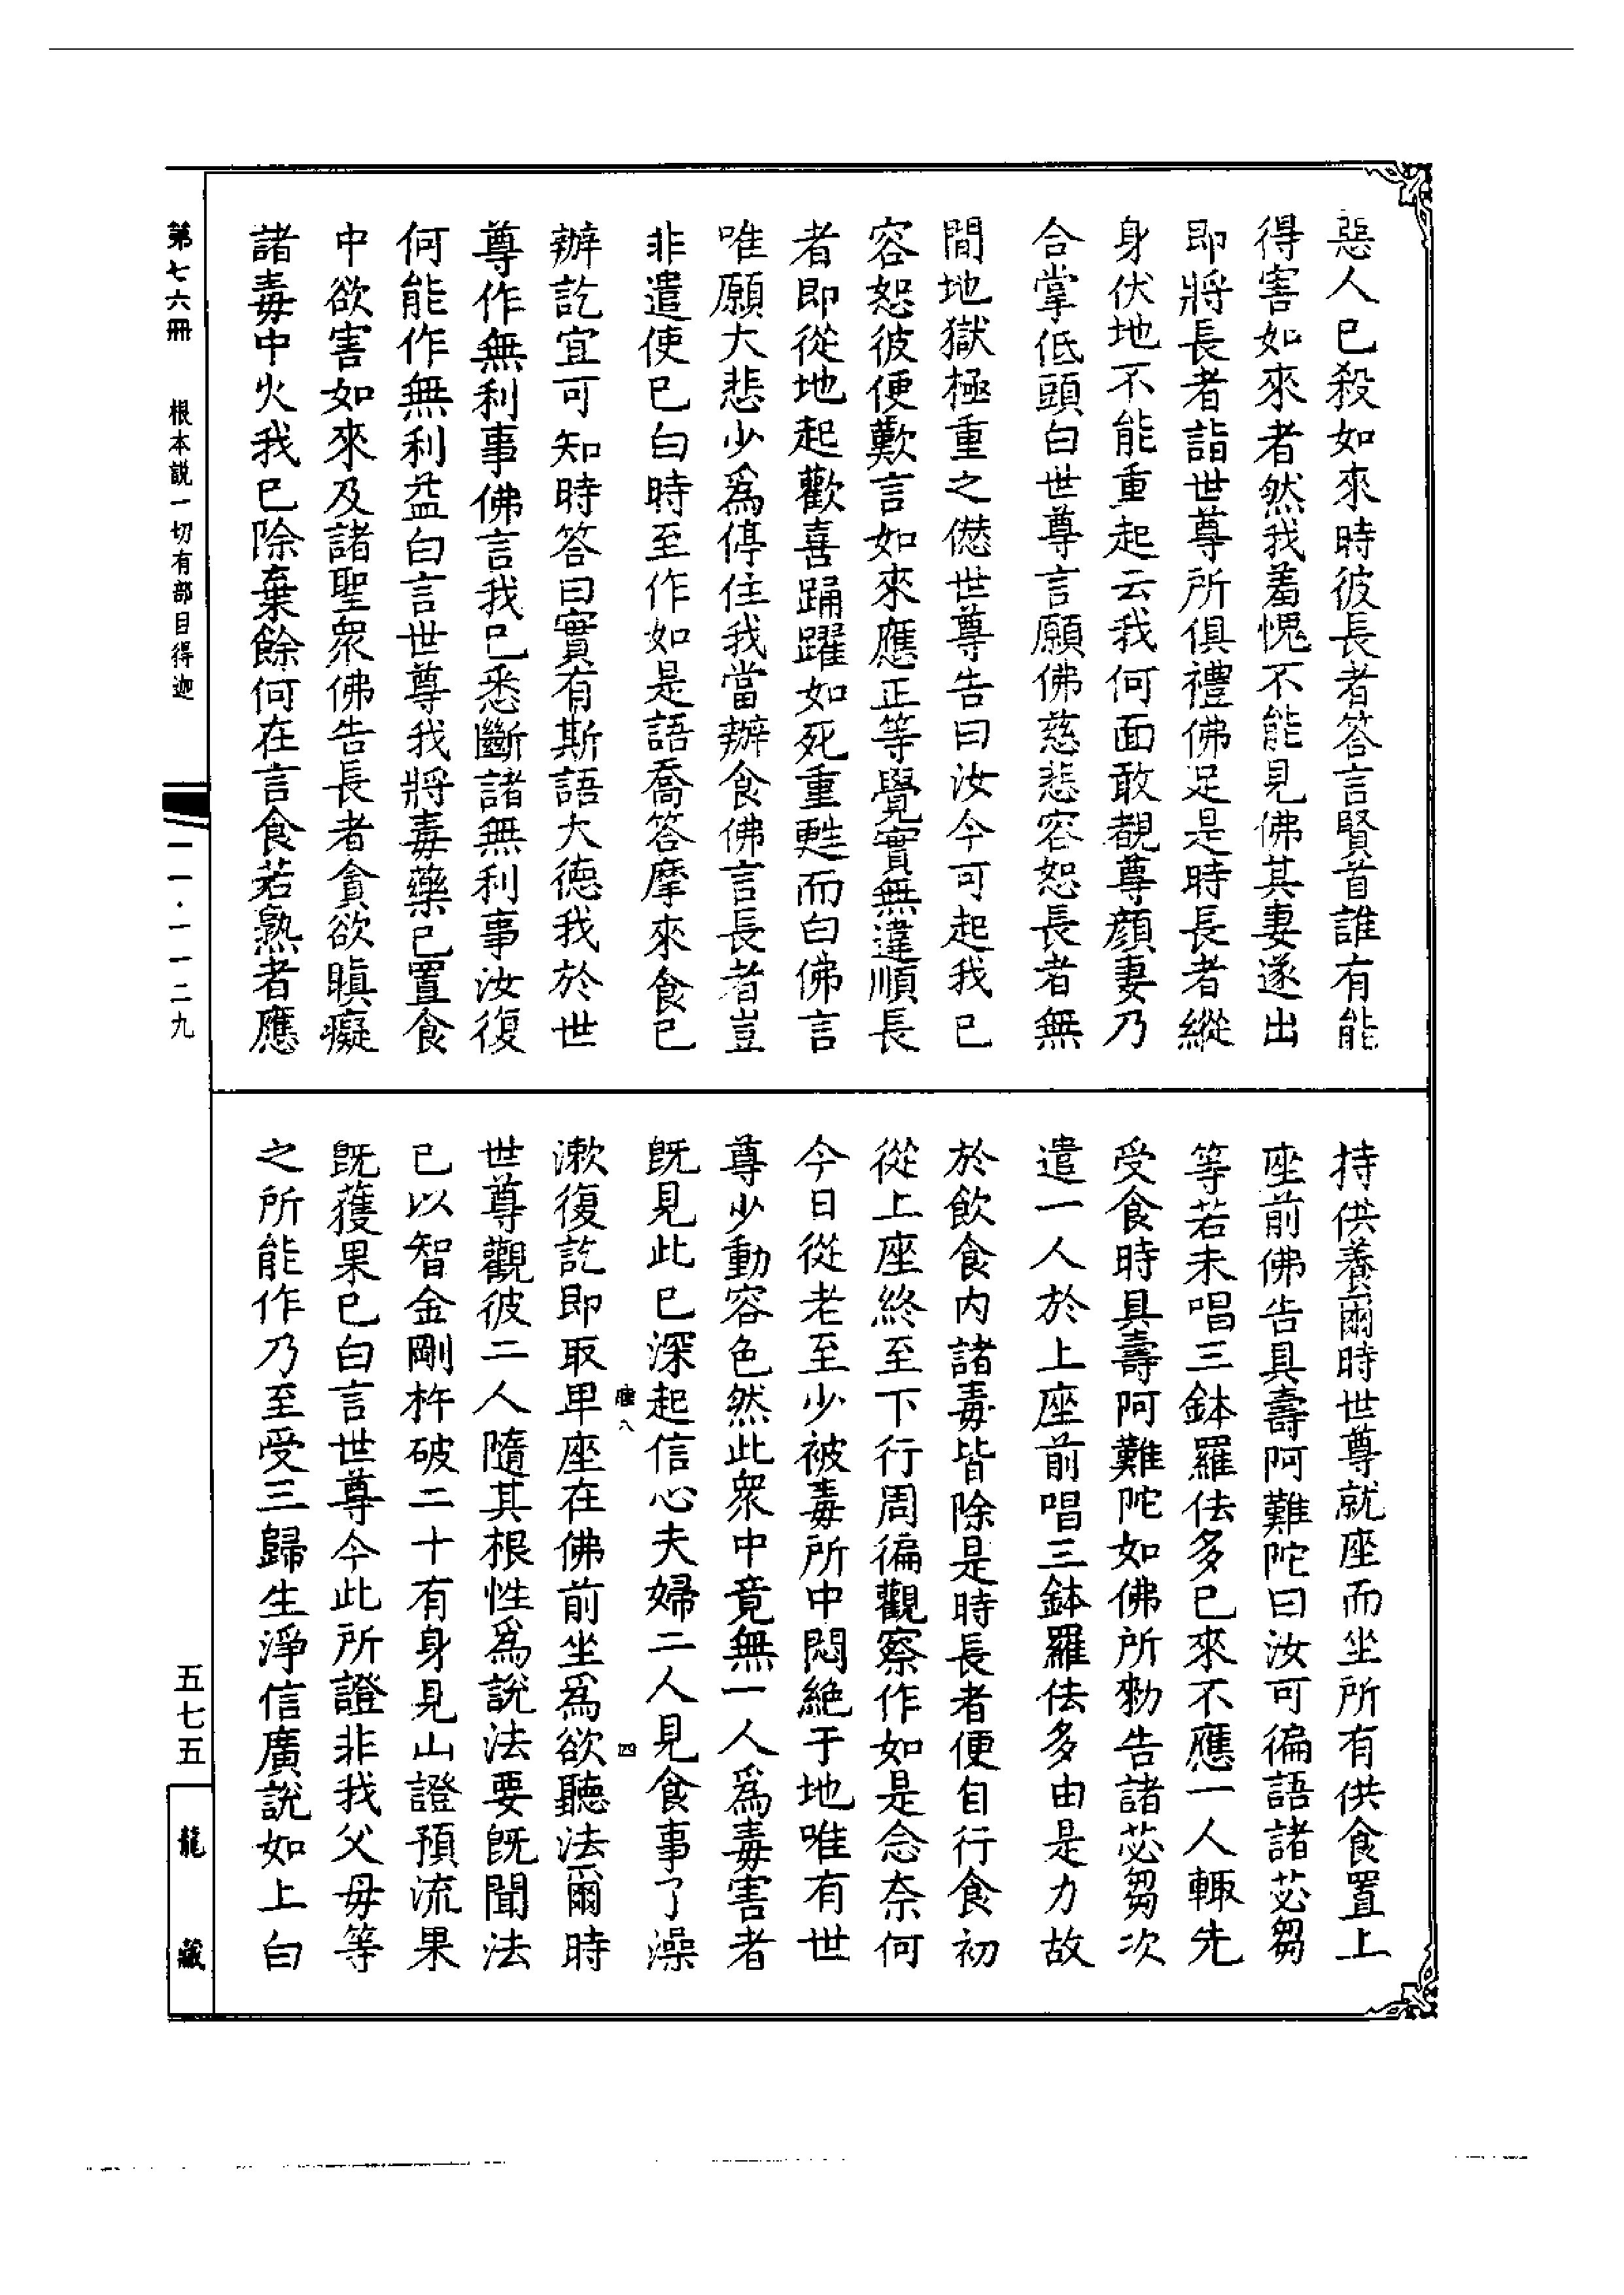 惡人已殺如來時彼長者答言賢首誰有能
得害如來者然我羞愧不能見佛其妻遂出
即將長者詣世尊所俱禮佛足是時長者縱
身伏地不能重起云我何面敢覩尊顏妻乃
合掌低頭白世尊言願佛慈悲容恕長者無
間地獄極重之愆世尊告曰汝今可起我已
容恕彼便歎言如來應正等覺實無違順長
者即從地起歡喜踊躍如死重甦而白佛言
唯願大悲少為停住我當辦食佛言長者豈
非遣使已白時至作如是語喬答摩來食已
辦訖宜可知時答曰實有斯語大德我於世
尊作無利事佛言我已悉斷諸無利事汝復
何能作無利益白言世尊我將毒藥已置食
中欲害如來及諸聖眾佛告長者貪欲瞋癡
諸毒中火我已除棄餘何在言食若熟者應
持供養爾時世尊就座而坐所有供食置上
座前佛告具壽阿難陀曰汝可徧語諸苾芻
等若未唱三鉢羅佉多已來不應一人輒先
受食時具壽阿難陀如佛所勑告諸苾芻次
遣一人於上座前唱三鉢羅佉多由是力故
於飲食內諸毒皆除是時長者便自行食初
從上座終至下行周徧觀察作如是念奈何
今日從老至少被毒所中悶絶于地唯有世
尊少動容色然此眾中竟無一人為毒害者
既見此已深起信心夫婦二人見食事了澡
漱復訖即取卑座在佛前坐為欲聽法爾時
世尊觀彼二人隨其根性為說法要既聞法
已以智金剛杵破二十有身見山證預流果
既獲果已白言世尊今此所證非我父母等
之所能作乃至受三歸生淨信廣說如上白
第七六冊 根本説一切有部目得迦
一一·一一二九
五七五
龍藏
八
四